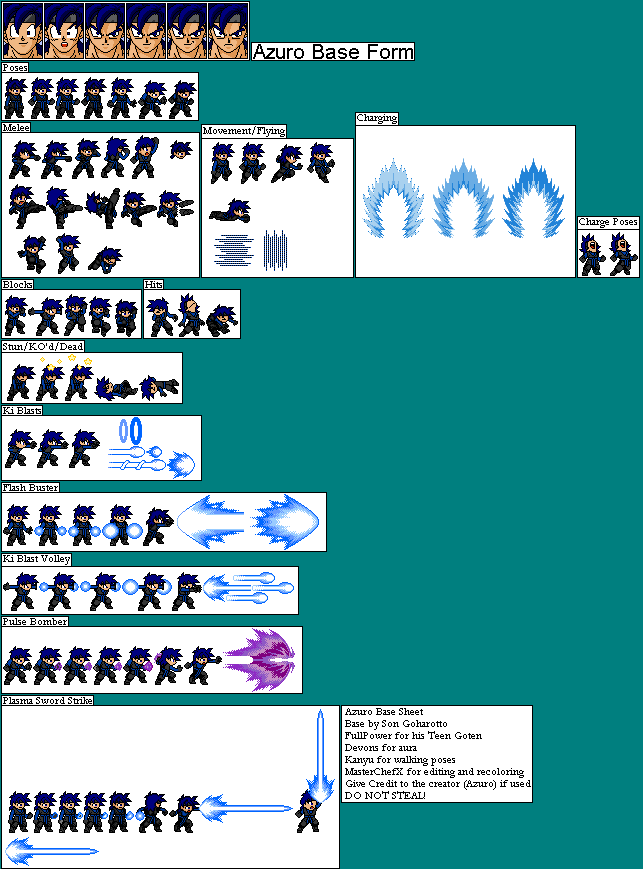 Azuro Base Form
Poses
Melee
Movement/Flying
Charging
Charge Poses
Blocks
Hits
Stun/KO'd/Dead
Ki Blasts
Flash Buster
Ki Blast Volley
Pulse Bomber
Plasma Sword Strike
Azuro Base Sheet
Base by Son Goharotto
FullPower for his Teen Goten
Devons for aura
Kanyu for walking poses
MasterChefX for editing and recoloring
Give Credit to the creator (Azuro) if used
DO NOT STEAL!